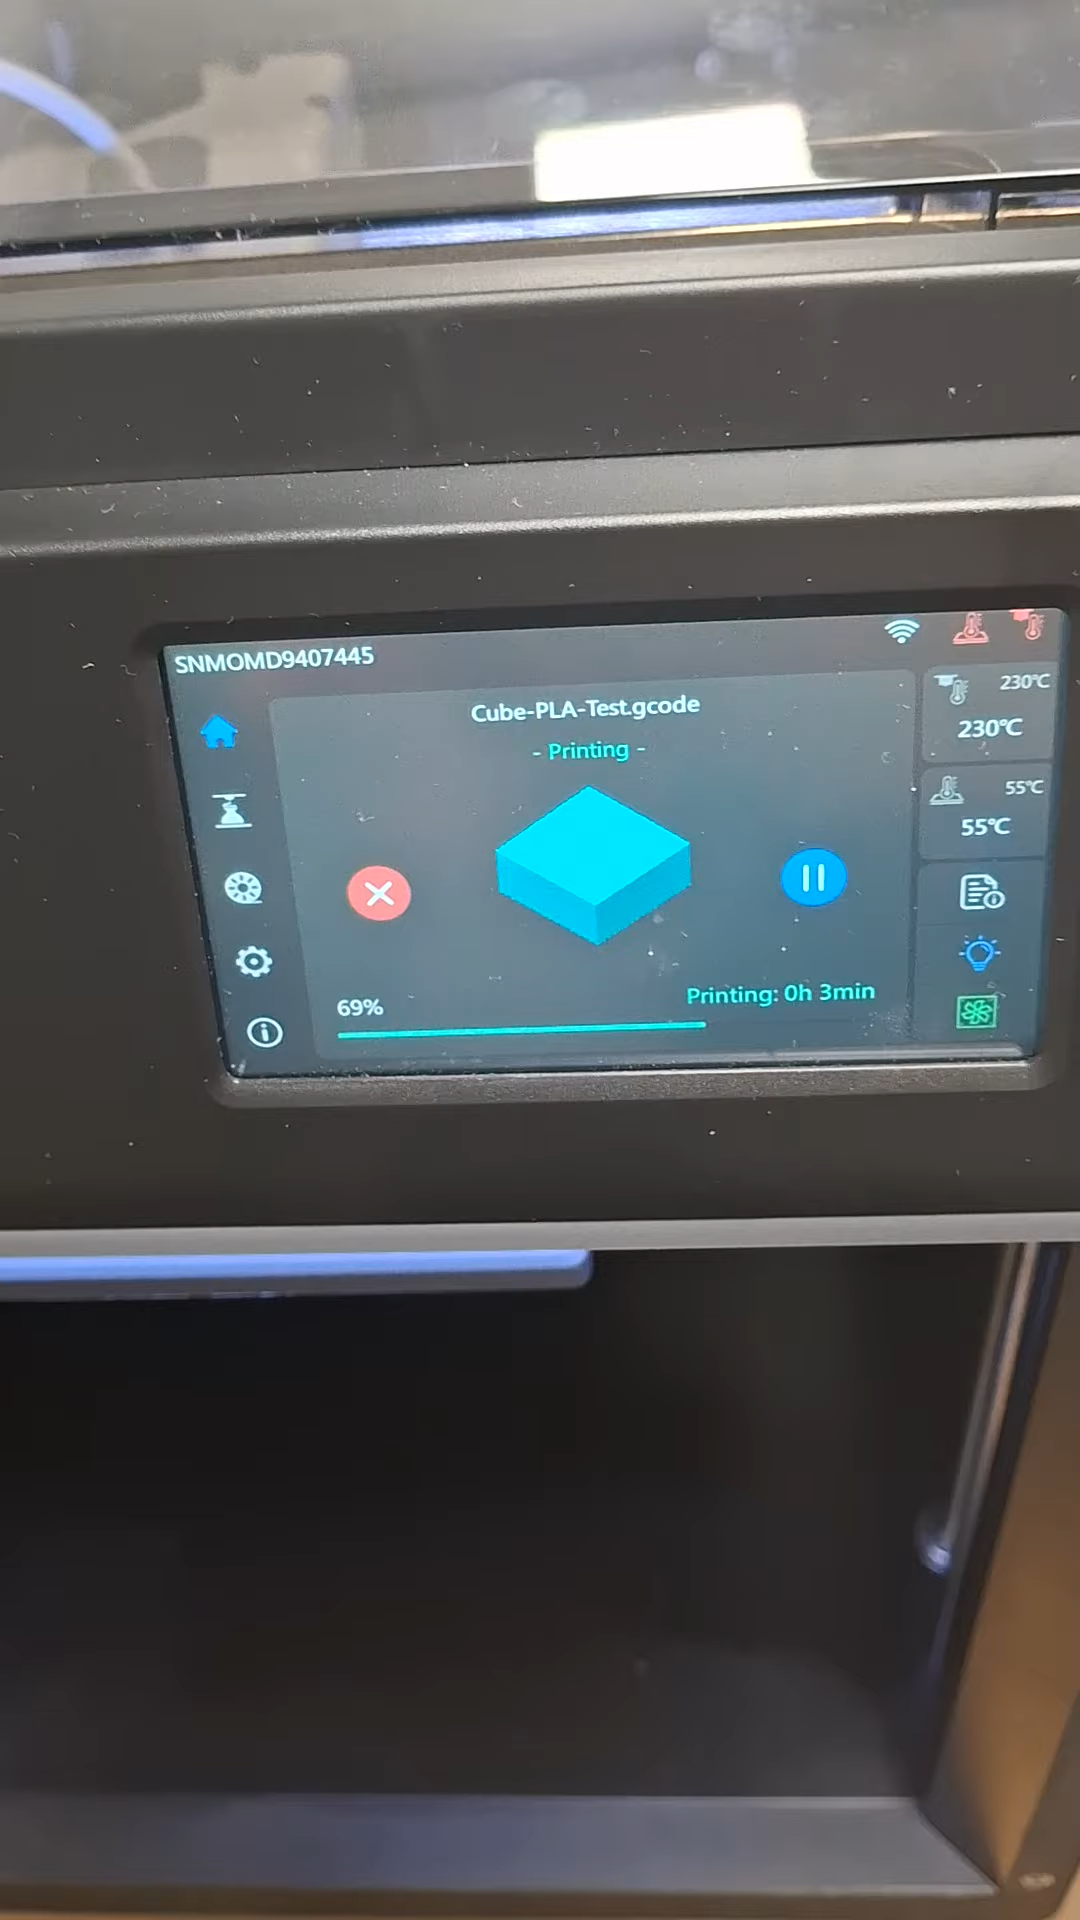 SNMOMD9407445
Cube-PLA-Test.gcode
- Printing -
230℃
230℃
55℃
55℃
69%
Printing: 0h 3min